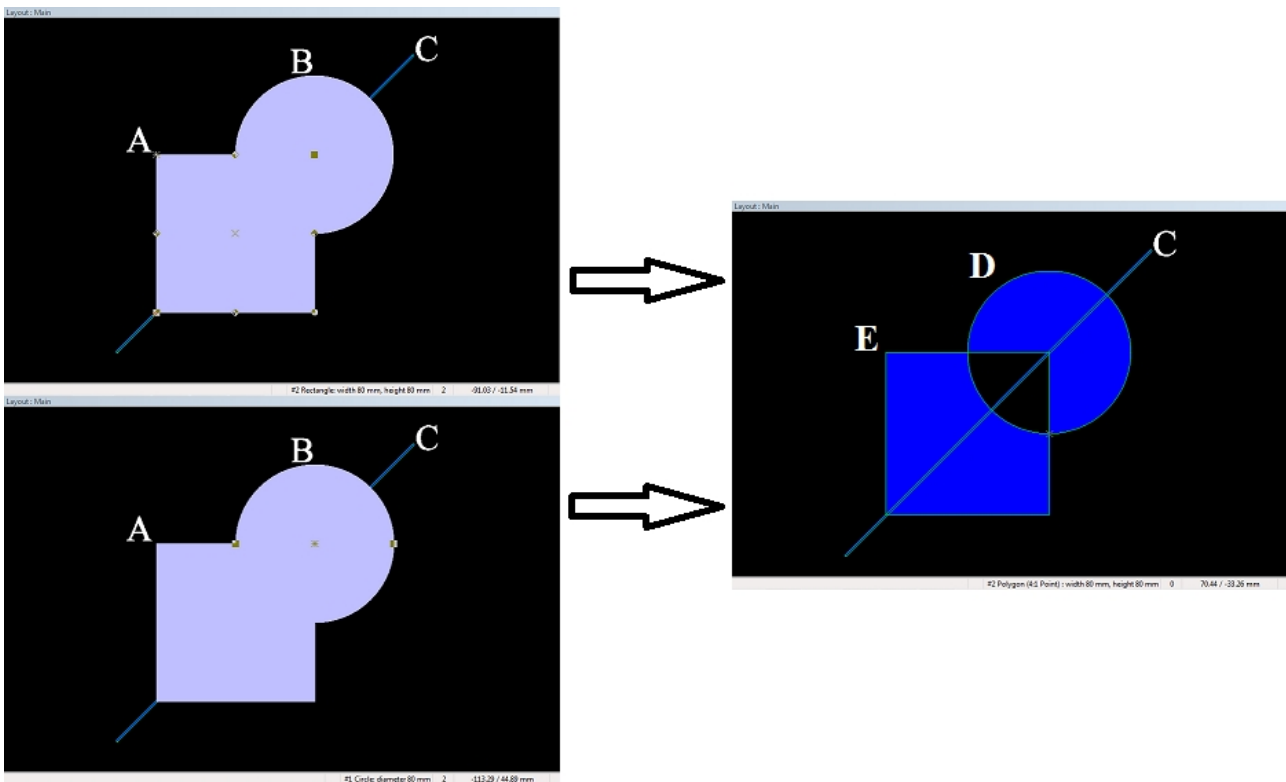 Layout : Main
B
C
A
#2 Rectangle: width 80 mm, height 80 mm 2 -91.03 / -11.54 mm
Layout : Main
B
C
A
#1 Circle: diameter 80 mm 2 -113.29 / 44.89 mm
Layout : Main
C
D
E
#2 Polygon (4:1 Point) : width 80 mm, height 80 mm 0 70.44 / -33.26 mm